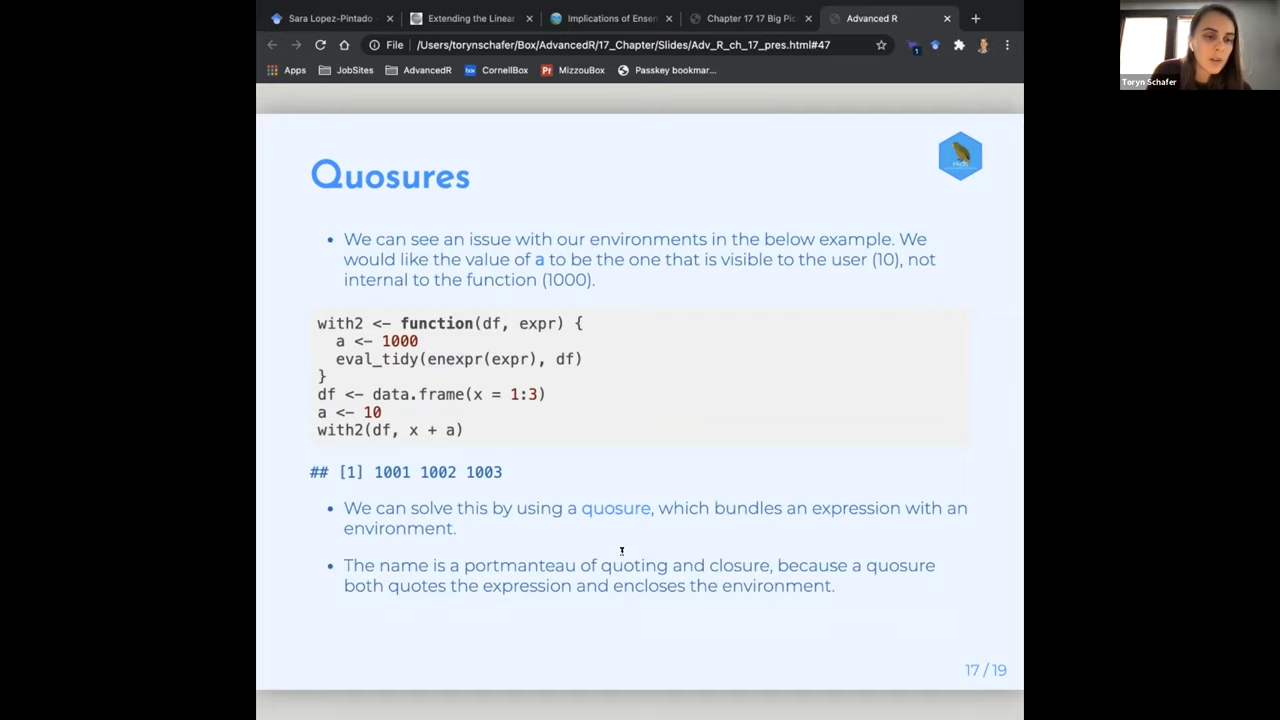 Sara Lopez-Pintado
Extending the Linear
Implications of Ensem
Chapter 17 17 Big Pic
Advanced R
File
/Users/torynschafer/Box/AdvancedR/17_Chapter/Slides/Adv_R_ch_17_pres.html#47
Apps
JobSites
AdvancedR
box
CornellBox
Pr
MizzouBox
Passkey bookmar...
1
Toryn Schafer
Quosures
We can see an issue with our environments in the below example. We
would like the value of a to be the one that is visible to the user (10), not
internal to the function (1000).
with2 <- function(df, expr) {
  a <- 1000
  eval_tidy(enexpr(expr), df)
}
df <- data.frame(x = 1:3)
a <- 10
with2(df, x + a)
## [1] 1001 1002 1003
We can solve this by using a quosure, which bundles an expression with an
environment.
The name is a portmanteau of quoting and closure, because a quosure
both quotes the expression and encloses the environment.
17 / 19